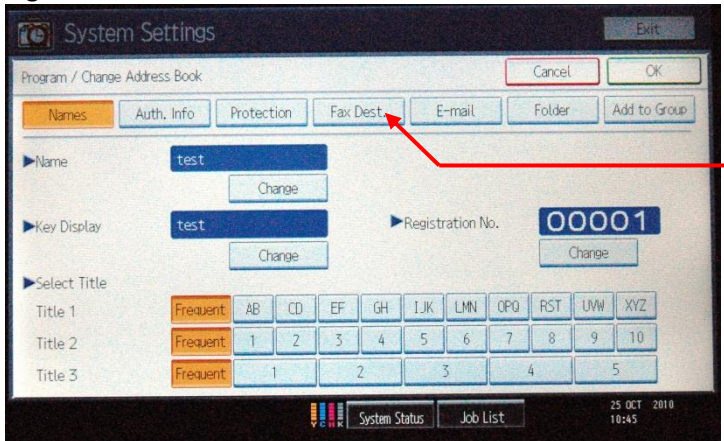 System Settings Exit
Program / Change Address Book Cancel OK
Names Auth. Info Protection Fax Dest. E-mail Folder Add to Group
▶Name test
Change
▶Key Display test ▶Registration No. 00001
Change Change
▶Select Title
Title 1 Frequent AB CD EF GH IJK LMN OPQ RST UVW XYZ
Title 2 Frequent 1 2 3 4 5 6 7 8 9 10
Title 3 Frequent 1 2 3 4 5
Y C M K System Status Job List 25 OCT 2010
10:45